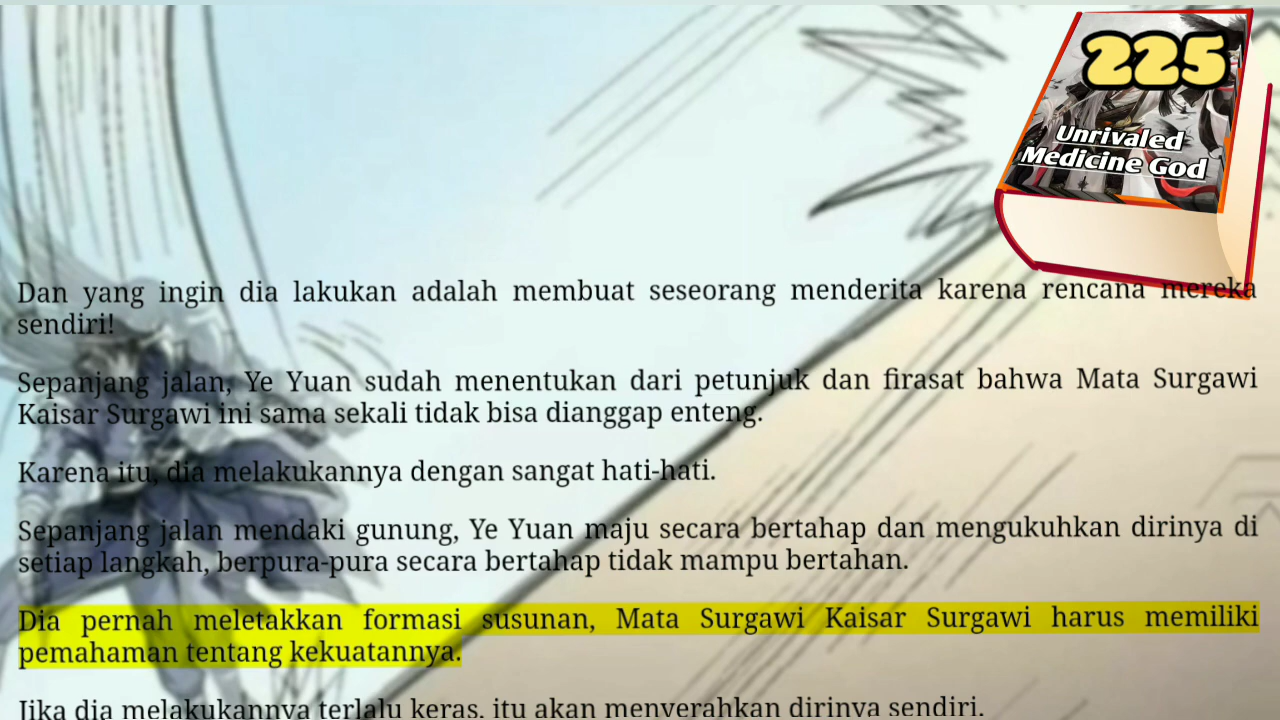 225
Unrivaled
Medicine God
Dan yang ingin dia lakukan adalah membuat seseorang menderita karena rencana mereka
sendiri!
Sepanjang jalan, Ye Yuan sudah menentukan dari petunjuk dan firasat bahwa Mata Surgawi
Kaisar Surgawi ini sama sekali tidak bisa dianggap enteng.
Karena itu, dia melakukannya dengan sangat hati-hati.
Sepanjang jalan mendaki gunung, Ye Yuan maju secara bertahap dan mengukuhkan dirinya di
setiap langkah, berpura-pura secara bertahap tidak mampu bertahan.
Dia pernah meletakkan formasi susunan, Mata Surgawi Kaisar Surgawi harus memiliki
pemahaman tentang kekuatannya.
Jika dia melakukannya terlalu keras, itu akan menyerahkan dirinya sendiri.